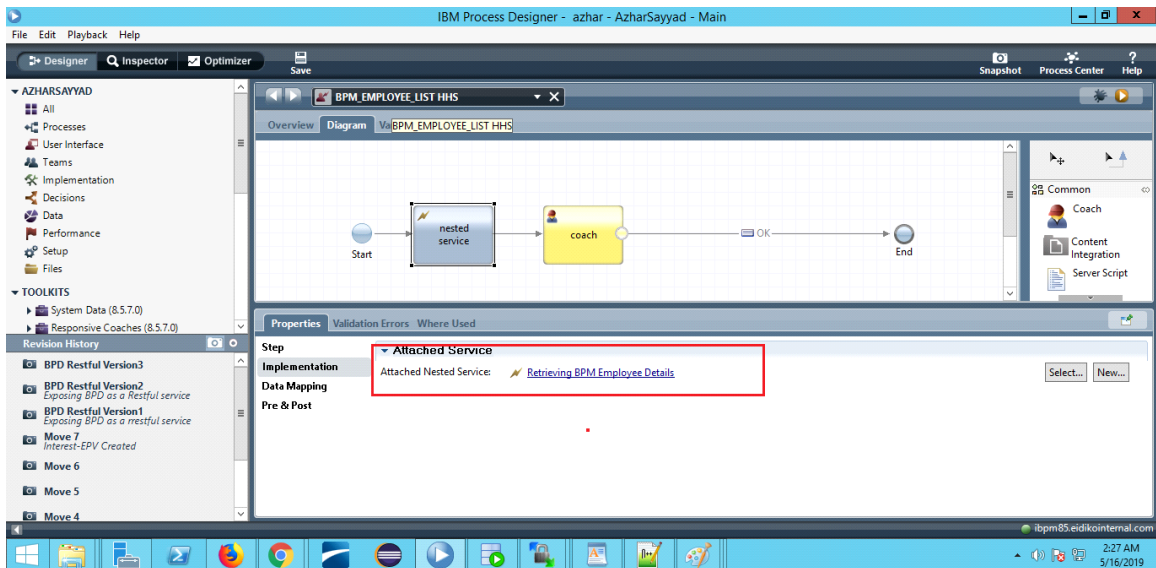 IBM Process Designer - azhar - AzharSayyad - Main
File Edit Playback Help
Designer Inspector Optimizer
Save
Snapshot Process Center Help
AZHARSAYYAD
All
Processes
User Interface
Teams
Implementation
Decisions
Data
Performance
Setup
Files
TOOLKITS
System Data (8.5.7.0)
Responsive Coaches (8.5.7.0)
Revision History
BPD Restful Version3
BPD Restful Version2
Exposing BPD as a Restful service
BPD Restful Version1
Exposing BPD as a rrestful service
Move 7
Interest-EPV Created
Move 6
Move 5
Move 4
BPM_EMPLOYEE_LIST HHS
Overview Diagram Va BPM_EMPLOYEE_LIST HHS
Start
nested
service
coach
OK
End
Common
Coach
Content
Integration
Server Script
Properties Validation Errors Where Used
Step
Implementation
Data Mapping
Pre & Post
Attached Service
Attached Nested Service: Retrieving BPM Employee Details
Select... New...
ibpm85.eidikointernal.com
2:27 AM
5/16/2019